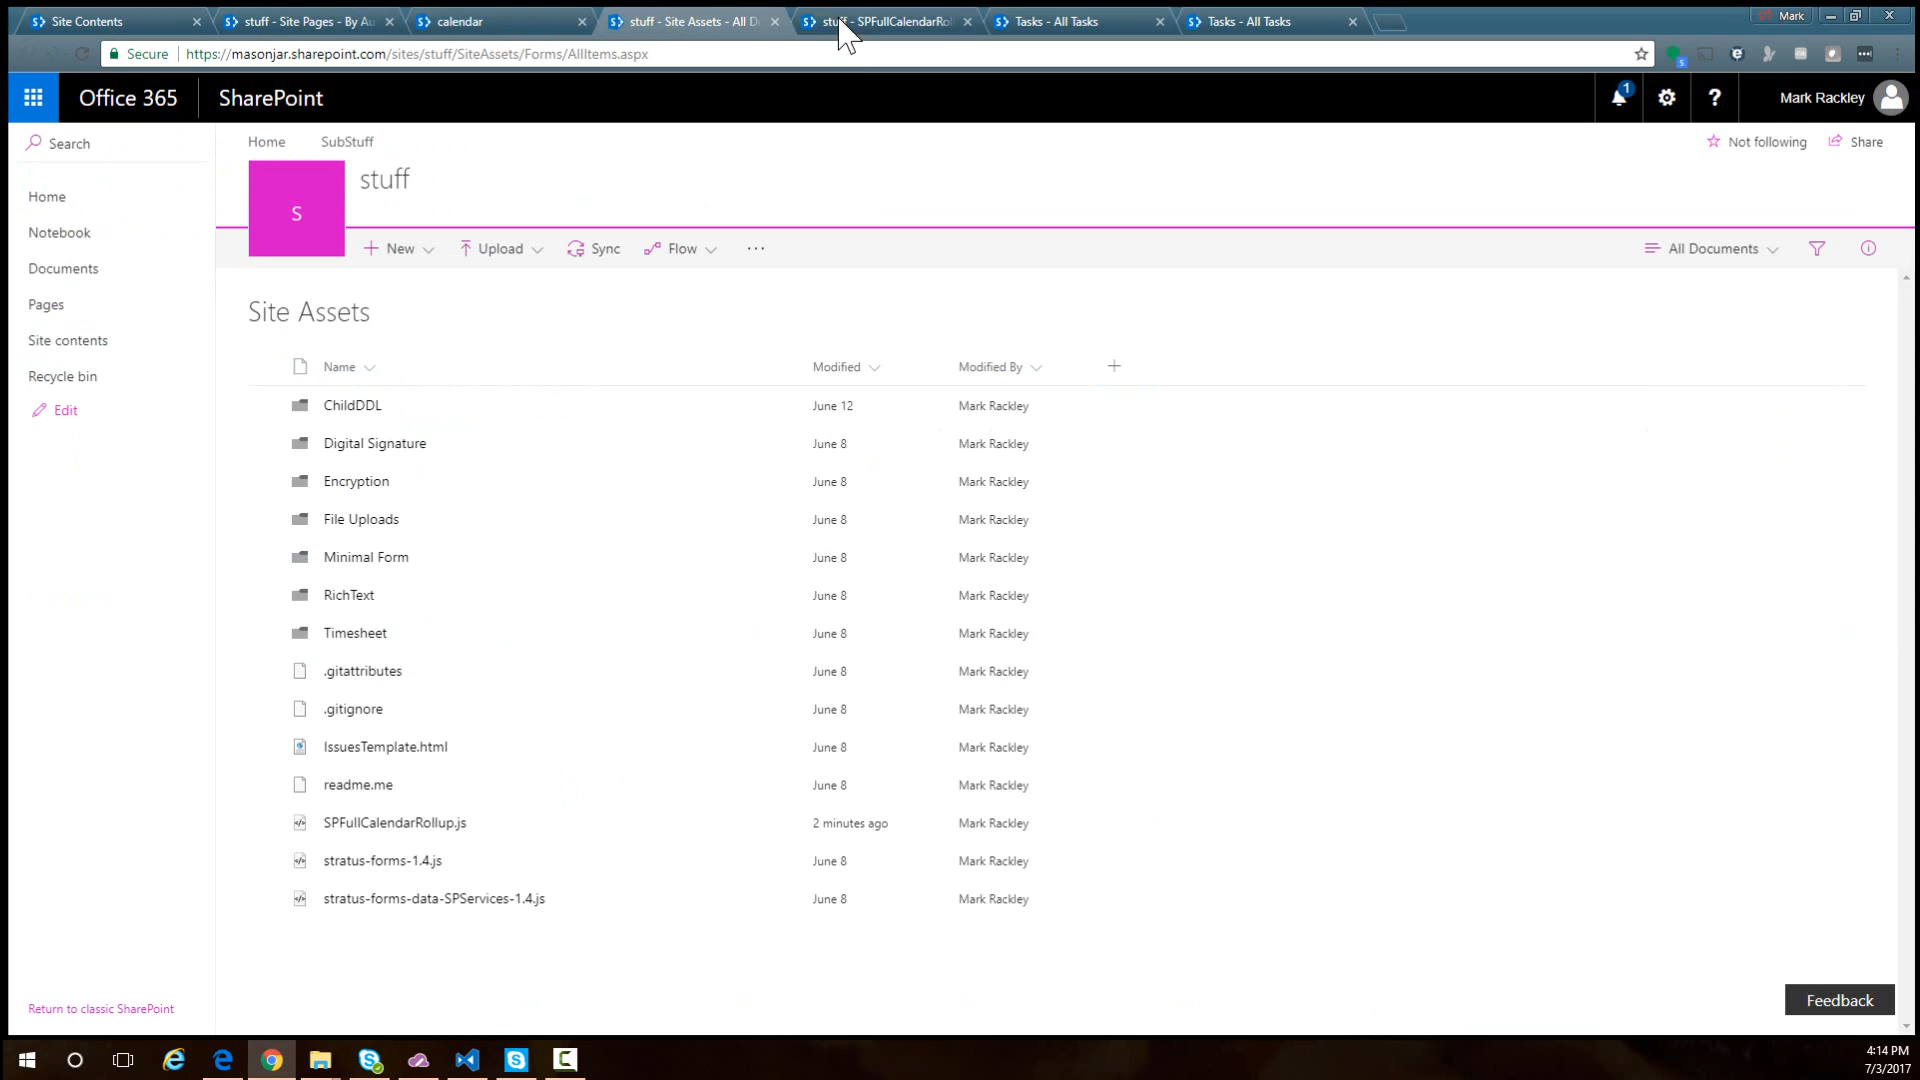 Site Contents
stuff - Site Pages - By Au
calendar
stuff - Site Assets - All D
stuff - SPFullCalendarRol
Tasks - All Tasks
Tasks - All Tasks
Mark
Secure
https://masonjar.sharepoint.com/sites/stuff/SiteAssets/Forms/AllItems.aspx
Office 365
SharePoint
1
?
Mark Rackley
Search
Home
SubStuff
Not following
Share
S
stuff
Home
Notebook
Documents
Pages
Site contents
Recycle bin
Edit
New
Upload
Sync
Flow
...
All Documents
Site Assets
Name Modified Modified By
ChildDDL June 12 Mark Rackley
Digital Signature June 8 Mark Rackley
Encryption June 8 Mark Rackley
File Uploads June 8 Mark Rackley
Minimal Form June 8 Mark Rackley
RichText June 8 Mark Rackley
Timesheet June 8 Mark Rackley
.gitattributes June 8 Mark Rackley
.gitignore June 8 Mark Rackley
IssuesTemplate.html June 8 Mark Rackley
readme.me June 8 Mark Rackley
SPFullCalendarRollup.js 2 minutes ago Mark Rackley
stratus-forms-1.4.js June 8 Mark Rackley
stratus-forms-data-SPServices-1.4.js June 8 Mark Rackley
Return to classic SharePoint
Feedback
4:14 PM
7/3/2017